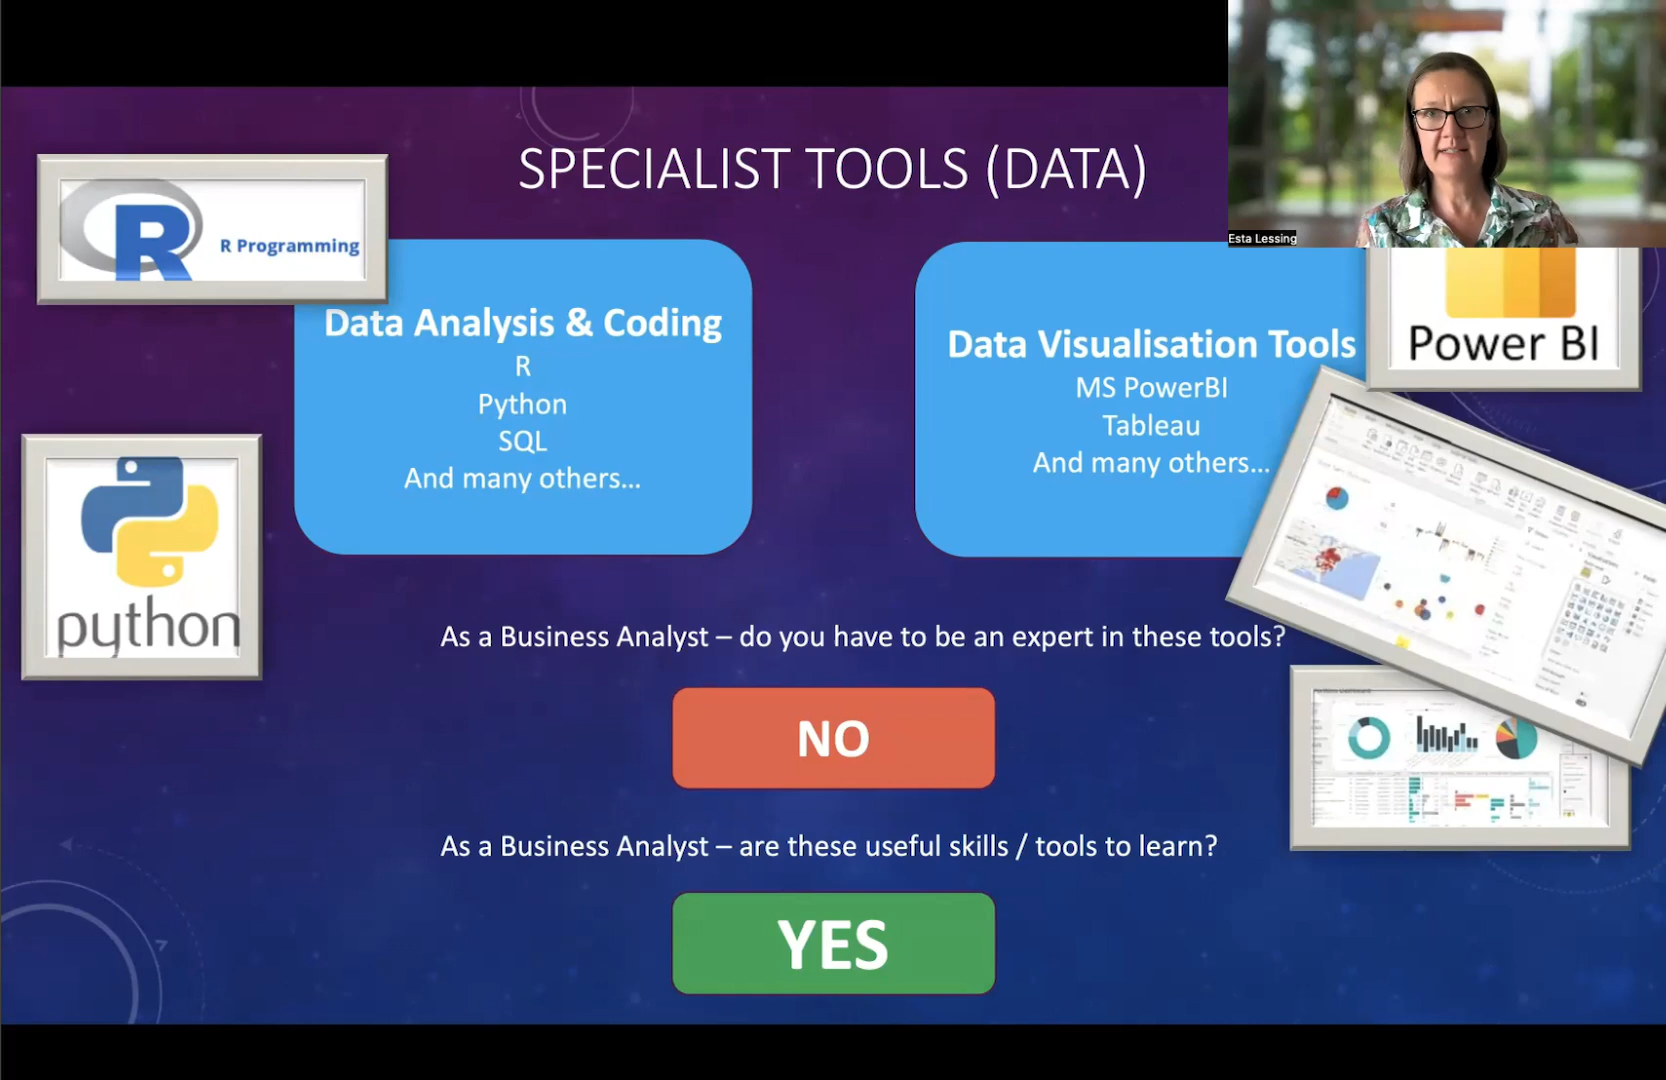 SPECIALIST TOOLS (DATA)
Esta Lessing
R Programming
Data Analysis & Coding
R
Python
SQL
And many others...
python
Data Visualisation Tools
MS PowerBI
Tableau
And many others...
Power BI
As a Business Analyst – do you have to be an expert in these tools?
NO
As a Business Analyst – are these useful skills / tools to learn?
YES